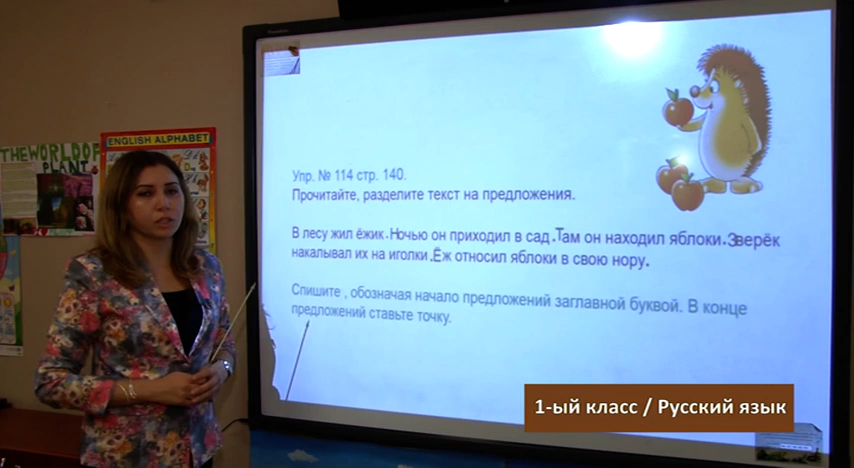 ENGLISH ALPHABET
THE WORLD OF
PLANT
Упр. № 114 стр. 140.
Прочитайте, разделите текст на предложения.
В лесу жил ёжик. Ночью он приходил в сад. Там он находил яблоки. Зверёк
накалывал их на иголки. Ёж относил яблоки в свою нору.
Спишите , обозначая начало предложений заглавной буквой. В конце
предложений ставьте точку.
1-ый класс / Русский язык